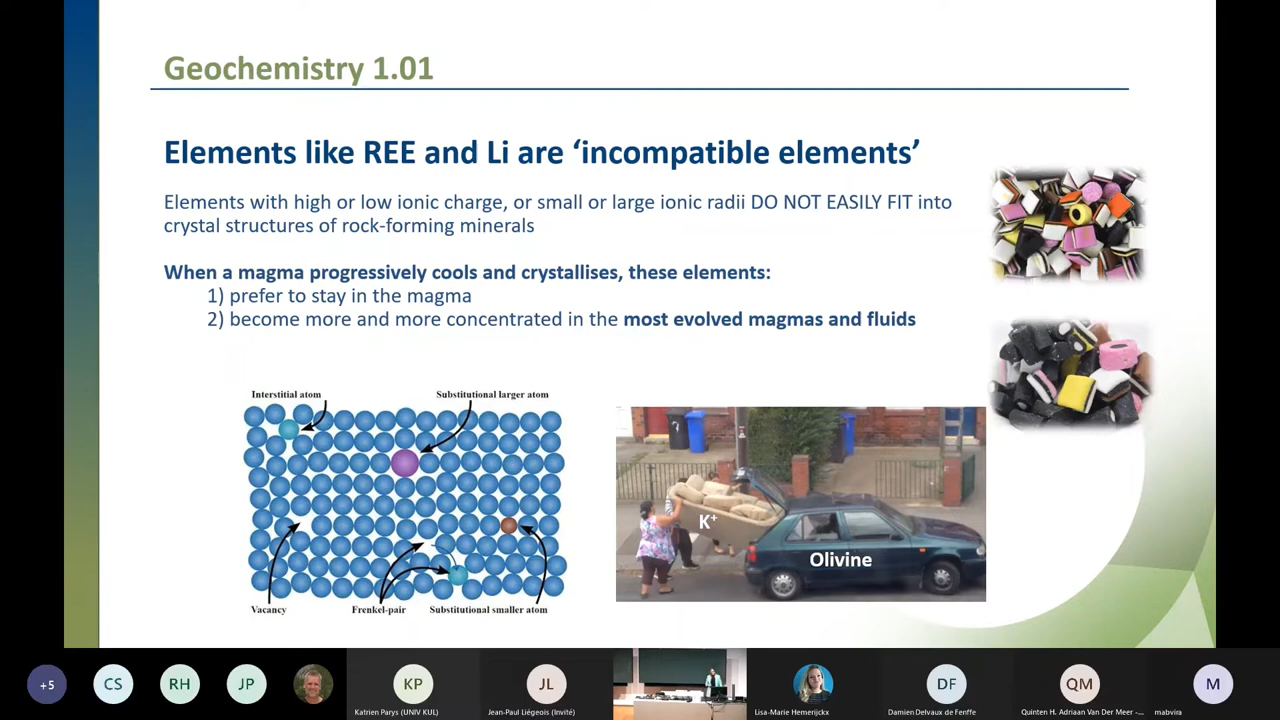 Geochemistry 1.01
Elements like REE and Li are ‘incompatible elements’
Elements with high or low ionic charge, or small or large ionic radii DO NOT EASILY FIT into
crystal structures of rock-forming minerals
When a magma progressively cools and crystallises, these elements:
1) prefer to stay in the magma
2) become more and more concentrated in the most evolved magmas and fluids
Interstitial atom
Substitutional larger atom
Vacancy
Frenkel-pair
Substitutional smaller atom
K+
Olivine
+5
CS
RH
JP
KP
Katrien Parys (UNIV KUL)
JL
Jean-Paul Liégeois (Invité)
Lisa-Marie Hemerijckx
DF
Damien Delvaux de Fenffe
QM
Quinten H. Adriaan Van Der Meer -...
M
mabvira